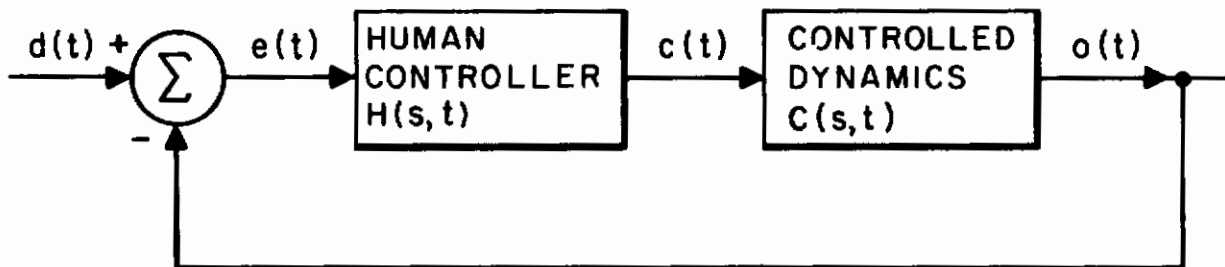 d(t) +
Σ
-
e(t)
HUMAN
CONTROLLER
H(s,t)
c(t)
CONTROLLED
DYNAMICS
C(s,t)
o(t)